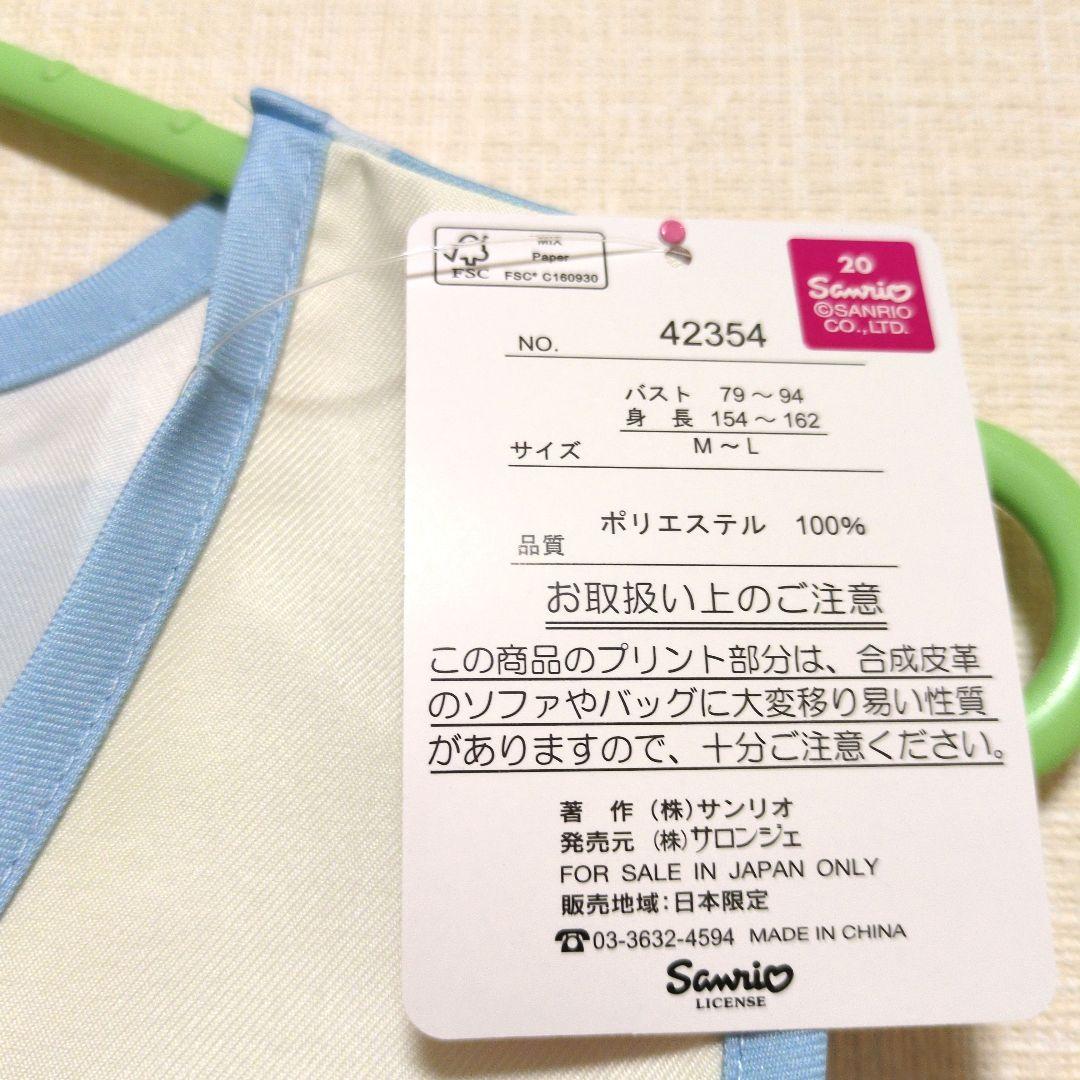 FSC
MIX
Paper
FSC® C160930
20
Sanrio
©SANRIO
CO.,LTD.
NO. 42354
バスト 79～94
身 長 154～162
サイズ M～L
品質 ポリエステル 100%
お取扱い上のご注意
この商品のプリント部分は、合成皮革
のソファやバッグに大変移り易い性質
がありますので、十分ご注意ください。
著 作 (株)サンリオ
発売元 (株)サロンジェ
FOR SALE IN JAPAN ONLY
販売地域:日本限定
☎03-3632-4594 MADE IN CHINA
Sanrio
LICENSE